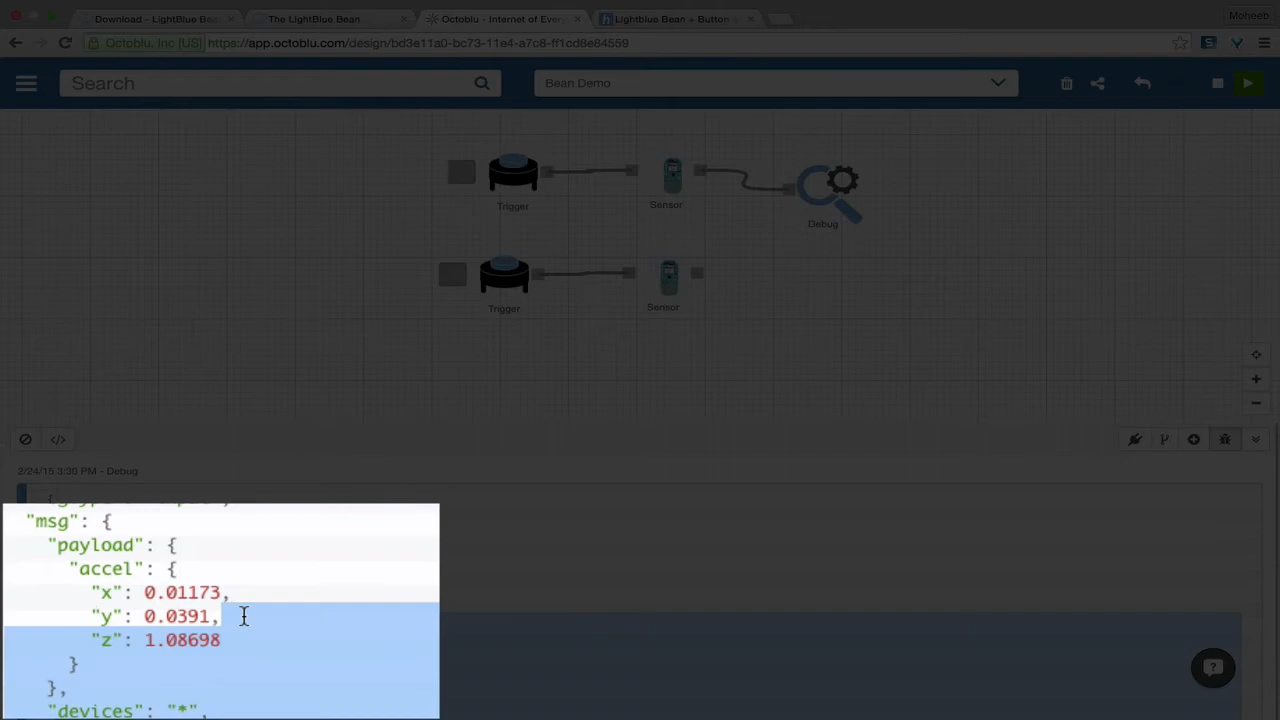 Download - LightBlue Bea
The LightBlue Bean
Octoblu - Internet of Every
Lightblue Bean + Button
Moheeb
Octoblu, Inc [US]
https://app.octoblu.com/design/bd3e11a0-bc73-11e4-a7c8-ff1cd8e84559
Search
Bean Demo
Trigger
Sensor
Debug
Trigger
Sensor
2/24/15 3:30 PM - Debug
"msg": {
"payload": {
"accel": {
"x": 0.01173,
"y": 0.0391,
"z": 1.08698
}
},
"devices": "*",